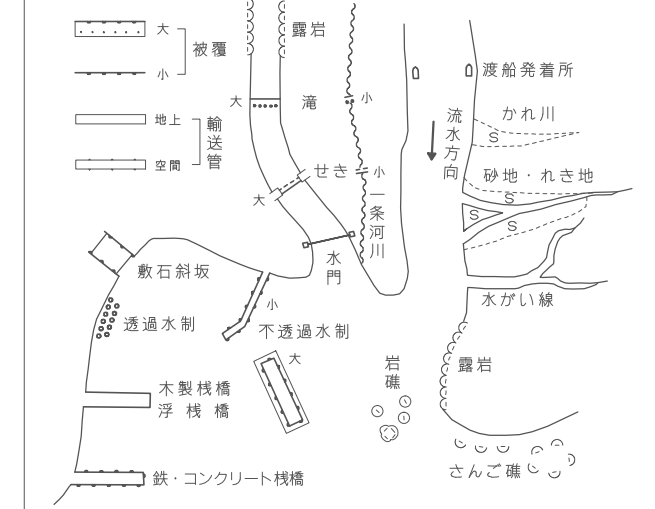 大
被覆
小
地上
輸送管
空間
露岩
大
滝
小
せき
小
大
一条河川
水門
渡船発着所
流水方向
かれ川
S
砂地・れき地
S
S
S
水がい線
敷石斜坂
透過水制
小
不透過水制
大
木製桟橋
浮桟橋
鉄・コンクリート桟橋
岩礁
露岩
さんご礁